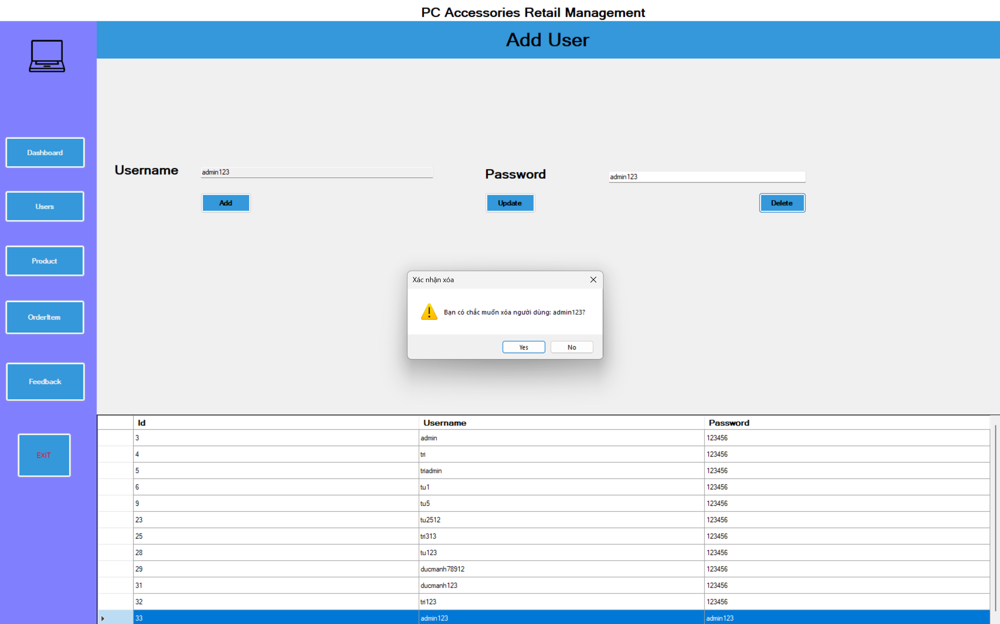 PC Accessories Retail Management
Add User
Dashboard
Users
Product
OrderItem
Feedback
EXIT
Username admin123 Password admin123
Add Update Delete
Xác nhận xóa
Bạn có chắc muốn xóa người dùng: admin123?
Yes No
Id Username Password
3 admin 123456
4 tri 123456
5 triadmin 123456
6 tu1 123456
9 tu5 123456
23 tu2512 123456
25 tri313 123456
28 tu123 123456
29 ducmanh78912 123456
31 ducmanh123 123456
32 tri123 123456
33 admin123 admin123